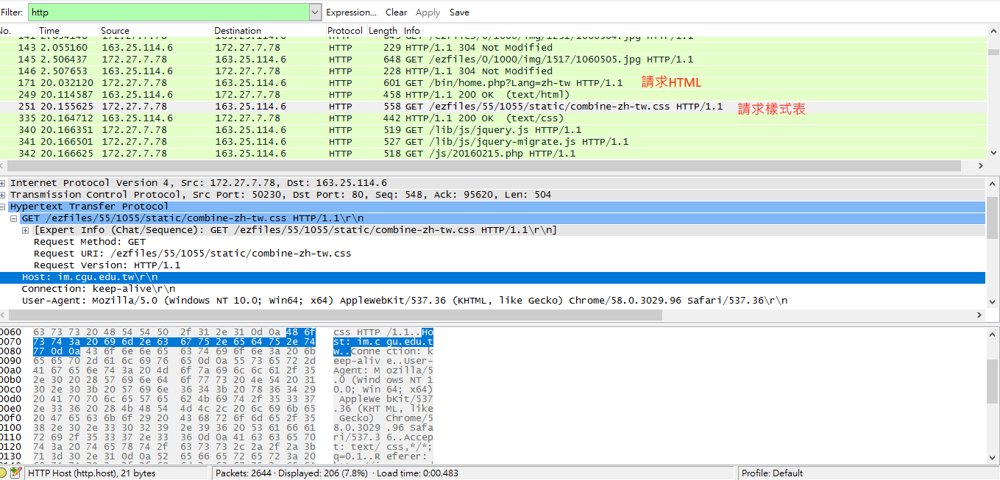 Filter: http Expression... Clear Apply Save
No. Time Source Destination Protocol Length Info
143 2.055160 163.25.114.6 172.27.7.78 HTTP 229 HTTP/1.1 304 Not Modified
145 2.506437 172.27.7.78 163.25.114.6 HTTP 648 GET /ezfiles/0/1000/img/1517/1060505.jpg HTTP/1.1
146 2.507653 163.25.114.6 172.27.7.78 HTTP 228 HTTP/1.1 304 Not Modified
171 20.032120 172.27.7.78 163.25.114.6 HTTP 601 GET /bin/home.php?Lang=zh-tw HTTP/1.1 請求HTML
249 20.114587 163.25.114.6 172.27.7.78 HTTP 458 HTTP/1.1 200 OK (text/html)
251 20.155625 172.27.7.78 163.25.114.6 HTTP 558 GET /ezfiles/55/1055/static/combine-zh-tw.css HTTP/1.1 請求樣式表
335 20.164712 163.25.114.6 172.27.7.78 HTTP 442 HTTP/1.1 200 OK (text/css)
340 20.166351 172.27.7.78 163.25.114.6 HTTP 519 GET /lib/js/jquery.js HTTP/1.1
341 20.166501 172.27.7.78 163.25.114.6 HTTP 527 GET /lib/js/jquery-migrate.js HTTP/1.1
342 20.166625 172.27.7.78 163.25.114.6 HTTP 518 GET /js/20160215.php HTTP/1.1
Internet Protocol Version 4, Src: 172.27.7.78, Dst: 163.25.114.6
Transmission Control Protocol, Src Port: 50230, Dst Port: 80, Seq: 548, Ack: 95620, Len: 504
Hypertext Transfer Protocol
GET /ezfiles/55/1055/static/combine-zh-tw.css HTTP/1.1\r\n
[Expert Info (Chat/Sequence): GET /ezfiles/55/1055/static/combine-zh-tw.css HTTP/1.1\r\n]
Request Method: GET
Request URI: /ezfiles/55/1055/static/combine-zh-tw.css
Request Version: HTTP/1.1
Host: im.cgu.edu.tw\r\n
Connection: keep-alive\r\n
User-Agent: Mozilla/5.0 (Windows NT 10.0; Win64; x64) AppleWebKit/537.36 (KHTML, like Gecko) Chrome/58.0.3029.96 Safari/537.36\r\n
0060 63 73 73 20 48 54 54 50 2f 31 2e 31 0d 0a 48 6f css HTTP /1.1..Ho
0070 73 74 3a 20 69 6d 2e 63 67 75 2e 65 64 75 2e 74 st: im.c gu.edu.t
0080 77 0d 0a 43 6f 6e 6e 65 63 74 69 6f 6e 3a 20 6b w..Conne ction: k
0090 65 65 70 2d 61 6c 69 76 65 0d 0a 55 73 65 72 2d eep-aliv e..User-
00a0 41 67 65 6e 74 3a 20 4d 6f 7a 69 6c 6c 61 2f 35 Agent: M ozilla/5
00b0 2e 30 20 28 57 69 6e 64 6f 77 73 20 4e 54 20 31 .0 (Wind ows NT 1
00c0 30 2e 30 3b 20 57 69 6e 36 34 3b 20 78 36 34 29 0.0; Win 64; x64)
00d0 20 41 70 70 6c 65 57 65 62 4b 69 74 2f 35 33 37 AppleWe bKit/537
00e0 2e 33 36 20 28 4b 48 54 4d 4c 2c 20 6c 69 6b 65 .36 (KHT ML, like
00f0 20 47 65 63 6b 6f 29 20 43 68 72 6f 6d 65 2f 35 Gecko) Chrome/5
0100 38 2e 30 2e 33 30 32 39 2e 39 36 20 53 61 66 61 8.0.3029 .96 Safa
0110 72 69 2f 35 33 37 2e 33 36 0d 0a 41 63 63 65 70 ri/537.3 6..Accep
0120 74 3a 20 74 65 78 74 2f 63 73 73 2c 2a 2f 2a 3b t: text/ css,*/*;
0130 71 3d 30 2e 31 0d 0a 52 65 66 65 72 65 72 3a 20 q=0.1..R eferer:
HTTP Host (http.host), 21 bytes Packets: 2644 · Displayed: 206 (7.8%) · Load time: 0:00.483 Profile: Default